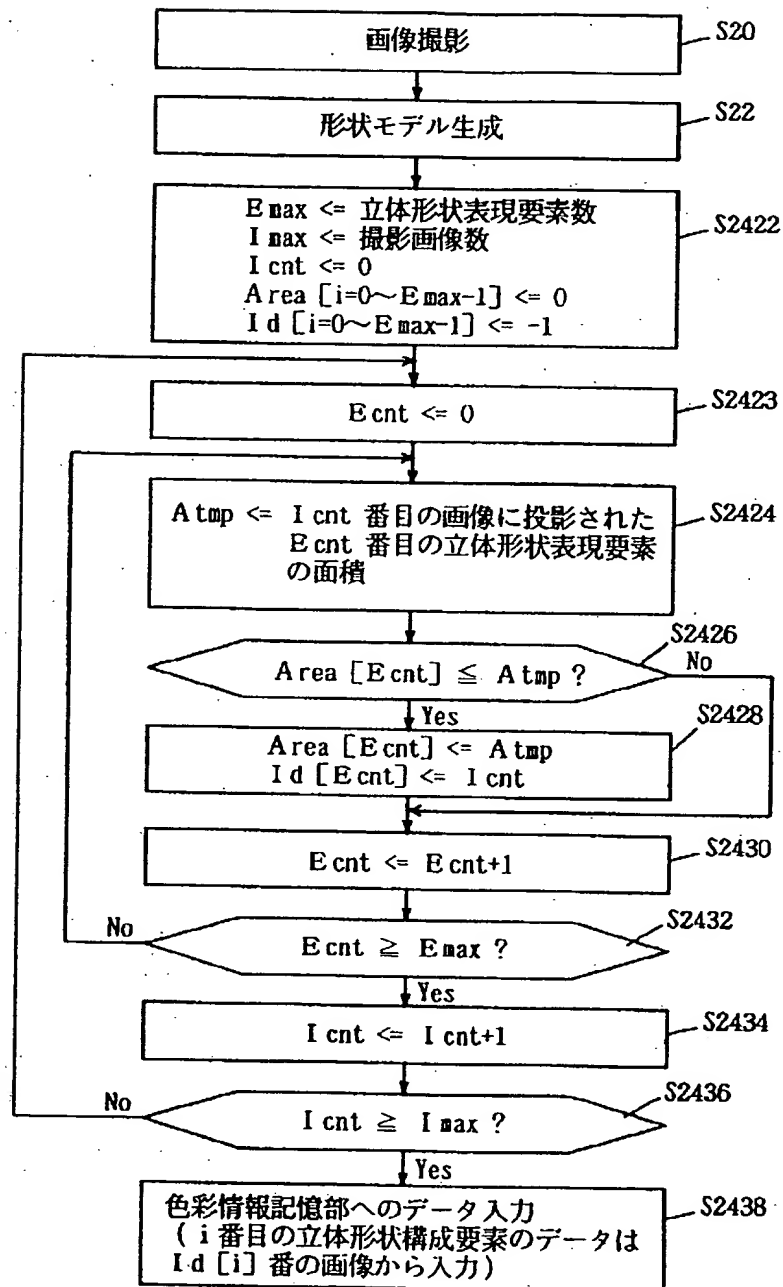 画像撮影
S20
形状モデル生成
S22
Emax <= 立体形状表現要素数
Imax <= 撮影画像数
Icnt <= 0
Area [i=0～Emax-1] <= 0
Id [i=0～Emax-1] <= -1
S2422
Ecnt <= 0
S2423
Atmp <= Icnt 番目の画像に投影された
Ecnt 番目の立体形状表現要素
の面積
S2424
Area [Ecnt] ≦ Atmp ?
S2426
No
Yes
Area [Ecnt] <= Atmp
Id [Ecnt] <= Icnt
S2428
Ecnt <= Ecnt+1
S2430
Ecnt ≧ Emax ?
S2432
No
Yes
Icnt <= Icnt+1
S2434
Icnt ≧ Imax ?
S2436
No
Yes
色彩情報記憶部へのデータ入力
( i 番目の立体形状構成要素のデータは
Id [i] 番の画像から入力 )
S2438